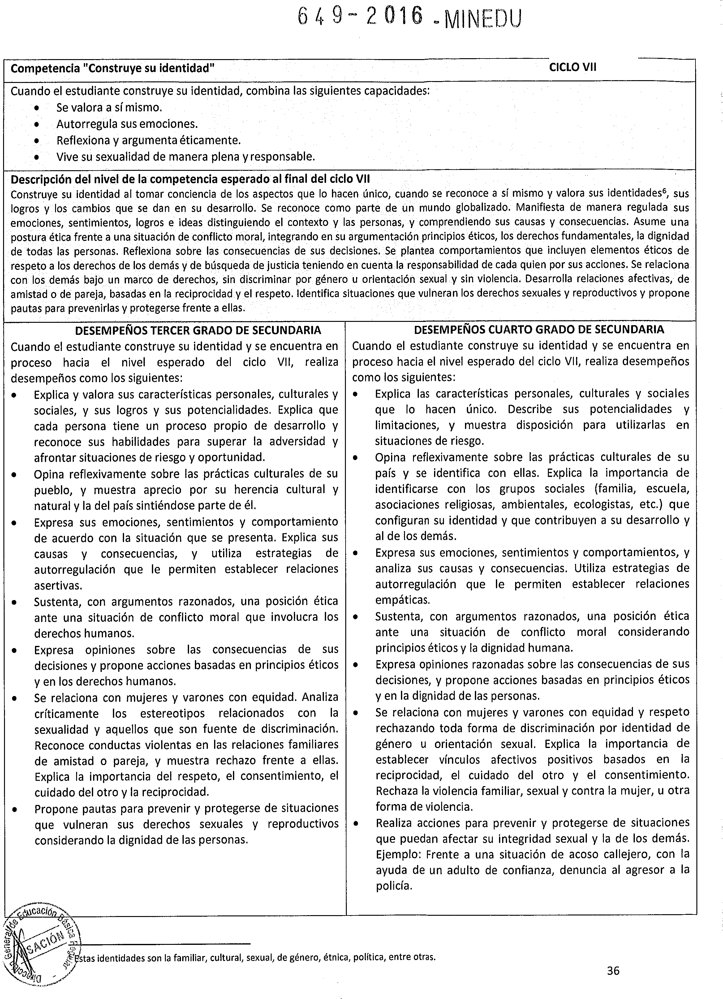 649-2016 - MINEDU
Competencia "Construye su identidad"
CICLO VII
Cuando el estudiante construye su identidad, combina las siguientes capacidades:
• Se valora a sí mismo.
• Autorregula sus emociones.
• Reflexiona y argumenta éticamente.
• Vive su sexualidad de manera plena y responsable.
Descripción del nivel de la competencia esperado al final del ciclo VII
Construye su identidad al tomar conciencia de los aspectos que lo hacen único, cuando se reconoce a sí mismo y valora sus identidades⁶, sus
logros y los cambios que se dan en su desarrollo. Se reconoce como parte de un mundo globalizado. Manifiesta de manera regulada sus
emociones, sentimientos, logros e ideas distinguiendo el contexto y las personas, y comprendiendo sus causas y consecuencias. Asume una
postura ética frente a una situación de conflicto moral, integrando en su argumentación principios éticos, los derechos fundamentales, la dignidad
de todas las personas. Reflexiona sobre las consecuencias de sus decisiones. Se plantea comportamientos que incluyen elementos éticos de
respeto a los derechos de los demás y de búsqueda de justicia teniendo en cuenta la responsabilidad de cada quien por sus acciones. Se relaciona
con los demás bajo un marco de derechos, sin discriminar por género u orientación sexual y sin violencia. Desarrolla relaciones afectivas, de
amistad o de pareja, basadas en la reciprocidad y el respeto. Identifica situaciones que vulneran los derechos sexuales y reproductivos y propone
pautas para prevenirlas y protegerse frente a ellas.
DESEMPEÑOS TERCER GRADO DE SECUNDARIA
Cuando el estudiante construye su identidad y se encuentra en
proceso hacia el nivel esperado del ciclo VII, realiza
desempeños como los siguientes:
• Explica y valora sus características personales, culturales y
sociales, y sus logros y sus potencialidades. Explica que
cada persona tiene un proceso propio de desarrollo y
reconoce sus habilidades para superar la adversidad y
afrontar situaciones de riesgo y oportunidad.
• Opina reflexivamente sobre las prácticas culturales de su
pueblo, y muestra aprecio por su herencia cultural y
natural y la del país sintiéndose parte de él.
• Expresa sus emociones, sentimientos y comportamiento
de acuerdo con la situación que se presenta. Explica sus
causas y consecuencias, y utiliza estrategias de
autorregulación que le permiten establecer relaciones
asertivas.
• Sustenta, con argumentos razonados, una posición ética
ante una situación de conflicto moral que involucra los
derechos humanos.
• Expresa opiniones sobre las consecuencias de sus
decisiones y propone acciones basadas en principios éticos
y en los derechos humanos.
• Se relaciona con mujeres y varones con equidad. Analiza
críticamente los estereotipos relacionados con la
sexualidad y aquellos que son fuente de discriminación.
Reconoce conductas violentas en las relaciones familiares
de amistad o pareja, y muestra rechazo frente a ellas.
Explica la importancia del respeto, el consentimiento, el
cuidado del otro y la reciprocidad.
• Propone pautas para prevenir y protegerse de situaciones
que vulneran sus derechos sexuales y reproductivos
considerando la dignidad de las personas.
DESEMPEÑOS CUARTO GRADO DE SECUNDARIA
Cuando el estudiante construye su identidad y se encuentra en
proceso hacia el nivel esperado del ciclo VII, realiza desempeños
como los siguientes:
• Explica las características personales, culturales y sociales
que lo hacen único. Describe sus potencialidades y
limitaciones, y muestra disposición para utilizarlas en
situaciones de riesgo.
• Opina reflexivamente sobre las prácticas culturales de su
país y se identifica con ellas. Explica la importancia de
identificarse con los grupos sociales (familia, escuela,
asociaciones religiosas, ambientales, ecologistas, etc.) que
configuran su identidad y que contribuyen a su desarrollo y
al de los demás.
• Expresa sus emociones, sentimientos y comportamientos, y
analiza sus causas y consecuencias. Utiliza estrategias de
autorregulación que le permiten establecer relaciones
empáticas.
• Sustenta, con argumentos razonados, una posición ética
ante una situación de conflicto moral considerando
principios éticos y la dignidad humana.
• Expresa opiniones razonadas sobre las consecuencias de sus
decisiones, y propone acciones basadas en principios éticos
y en la dignidad de las personas.
• Se relaciona con mujeres y varones con equidad y respeto
rechazando toda forma de discriminación por identidad de
género u orientación sexual. Explica la importancia de
establecer vínculos afectivos positivos basados en la
reciprocidad, el cuidado del otro y el consentimiento.
Rechaza la violencia familiar, sexual y contra la mujer, u otra
forma de violencia.
• Realiza acciones para prevenir y protegerse de situaciones
que puedan afectar su integridad sexual y la de los demás.
Ejemplo: Frente a una situación de acoso callejero, con la
ayuda de un adulto de confianza, denuncia al agresor a la
policía.
Dirección General de Educación Básica Regular
Estas identidades son la familiar, cultural, sexual, de género, étnica, política, entre otras.
36